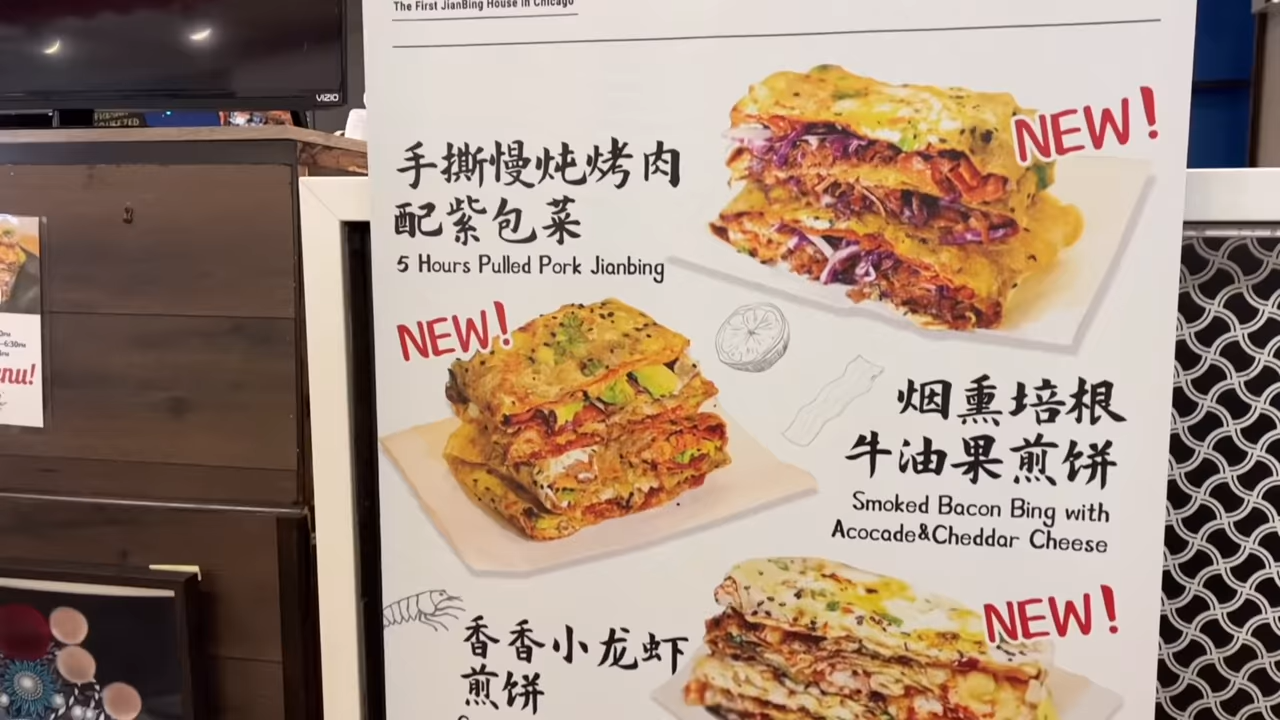 The First JianBing House in Chicago
VIZIO
NEW!
手撕慢炖烤肉
配紫包菜
5 Hours Pulled Pork Jianbing
NEW!
烟熏培根
牛油果煎饼
Smoked Bacon Bing with
Acocade&Cheddar Cheese
NEW!
香香小龙虾
煎饼